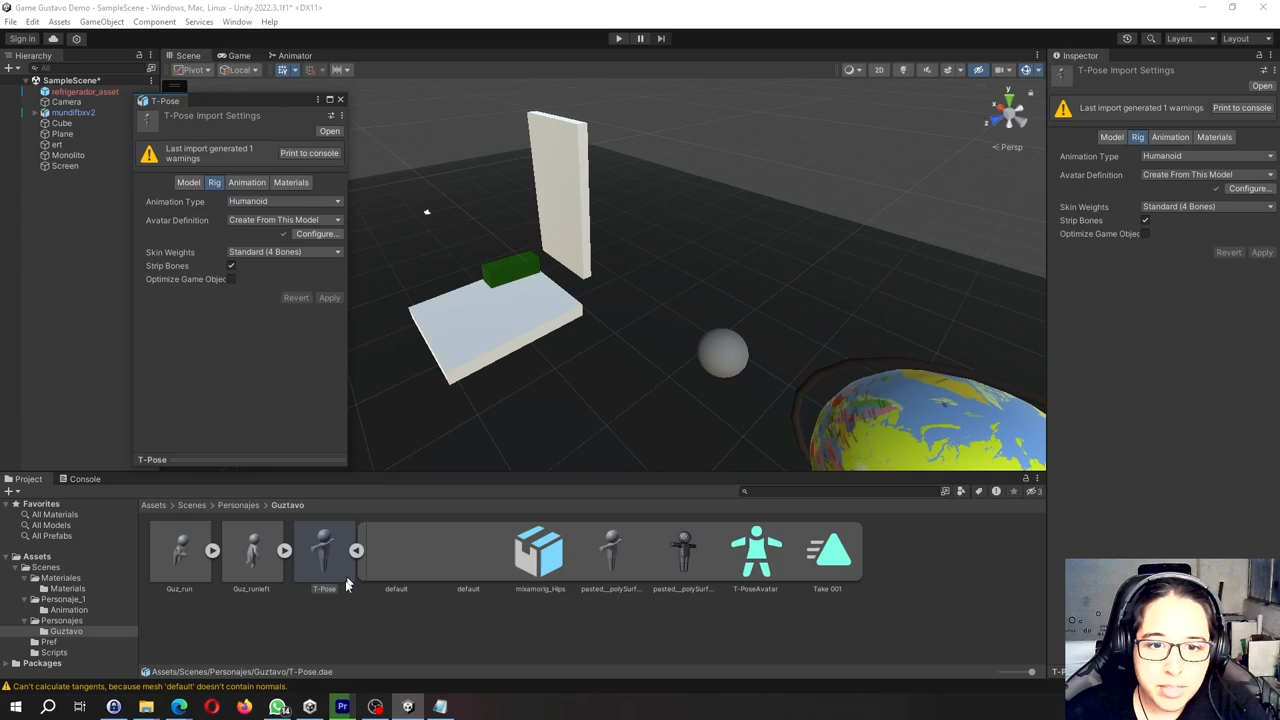 Game Gustavo Demo - SampleScene - Windows, Mac, Linux - Unity 2022.3.1f1* <DX11>
File Edit Assets GameObject Component Services Window Help
Sign in
Layers Layout
Hierarchy
All
SampleScene*
refrigerador_asset
Camera
mundifbxv2
Cube
Plane
ert
Monolito
Screen
Scene Game Animator
Pivot Local
2D
y
x
z
Persp
T-Pose
T-Pose Import Settings
Open
Last import generated 1 warnings
Print to console
Model Rig Animation Materials
Animation Type Humanoid
Avatar Definition Create From This Model
Configure...
Skin Weights Standard (4 Bones)
Strip Bones
Optimize Game Objec
Revert Apply
T-Pose
Inspector
T-Pose Import Settings
Open
Last import generated 1 warnings
Print to console
Model Rig Animation Materials
Animation Type Humanoid
Avatar Definition Create From This Model
Configure...
Skin Weights Standard (4 Bones)
Strip Bones
Optimize Game Objec
Revert Apply
Project Console
3
Favorites
All Materials
All Models
All Prefabs
Assets
Scenes
Materiales
Materials
Personaje_1
Animation
Personajes
Guztavo
Pref
Scripts
Packages
Assets > Scenes > Personajes > Guztavo
Guz_run
Guz_runleft
T-Pose
default
default
mixamorig_Hips
pasted__polySurf...
pasted__polySurf...
T-PoseAvatar
Take 001
Assets/Scenes/Personajes/Guztavo/T-Pose.dae
Can't calculate tangents, because mesh 'default' doesn't contain normals.
14
Pr